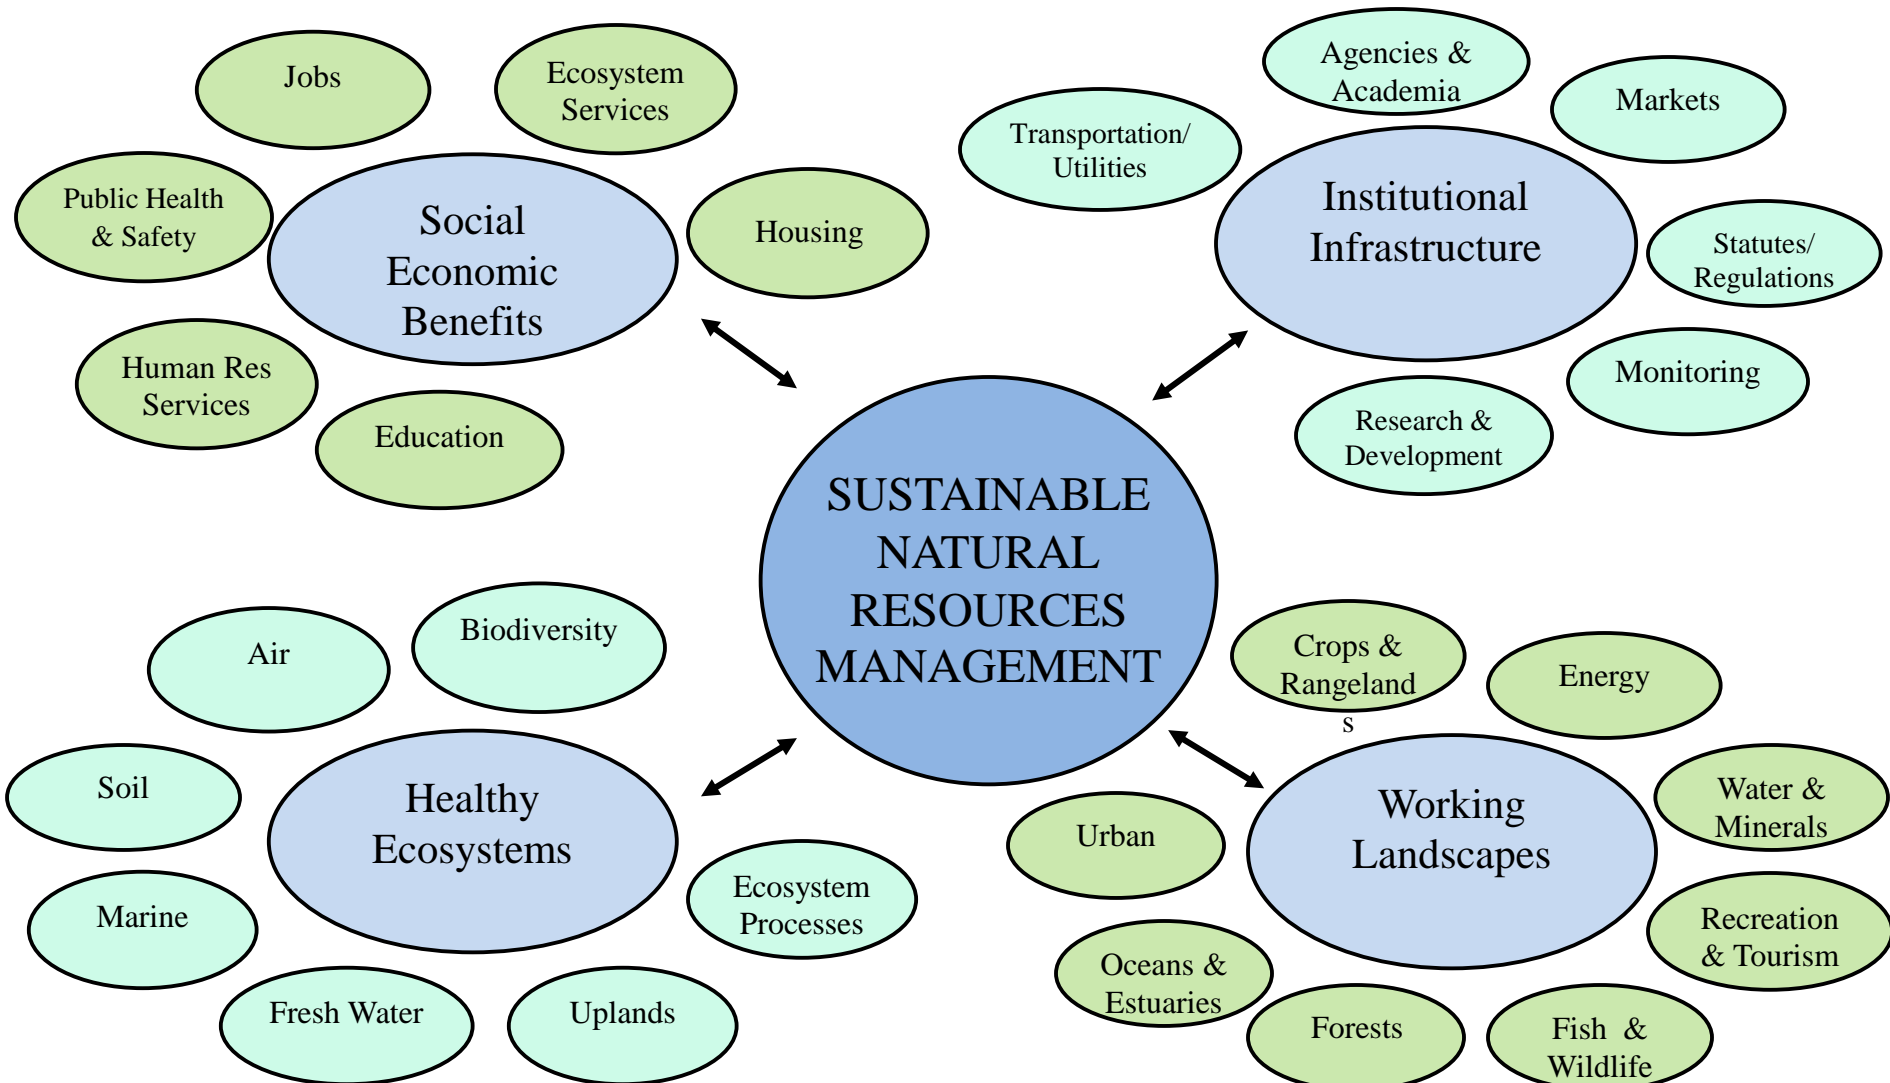 Jobs
Ecosystem
Services
Public Health
& Safety
Social
Economic
Benefits
Housing
Human Res
Services
Education
Agencies &
Academia
Markets
Transportation/
Utilities
Institutional
Infrastructure
Statutes/
Regulations
Monitoring
Research &
Development
SUSTAINABLE
NATURAL
RESOURCES
MANAGEMENT
Air
Biodiversity
Soil
Healthy
Ecosystems
Marine
Ecosystem
Processes
Fresh Water
Uplands
Crops &
Rangeland
s
Energy
Water &
Minerals
Urban
Working
Landscapes
Recreation
& Tourism
Oceans &
Estuaries
Forests
Fish &
Wildlife